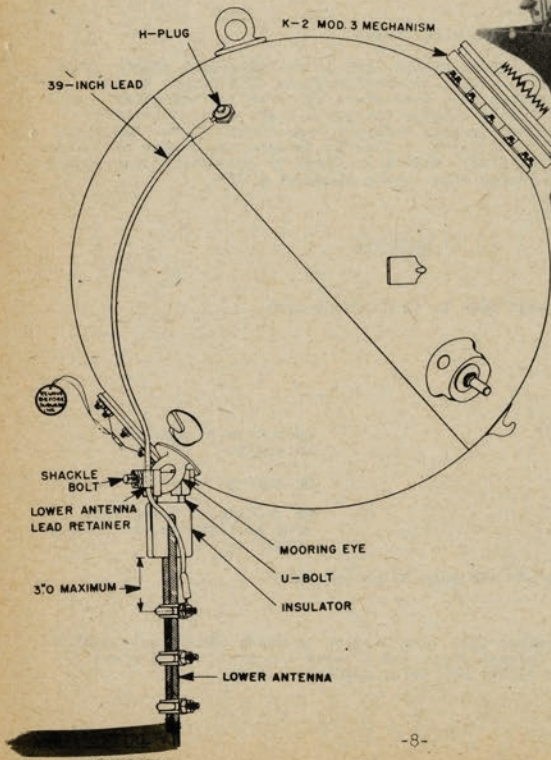 H-PLUG
K-2 MOD. 3 MECHANISM
39-INCH LEAD
SHACKLE
BOLT
LOWER ANTENNA
LEAD RETAINER
MOORING EYE
U-BOLT
3".0 MAXIMUM
INSULATOR
LOWER ANTENNA
-8-